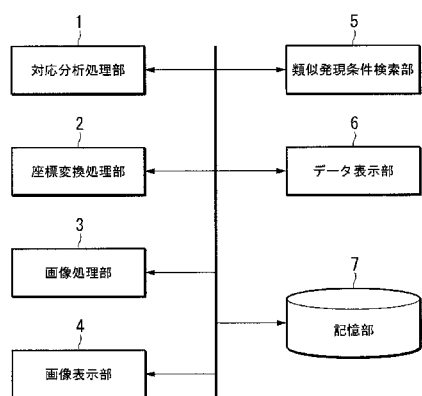 1
対応分析処理部
2
座標変換処理部
3
画像処理部
4
画像表示部
5
類似発現条件検索部
6
データ表示部
7
記憶部